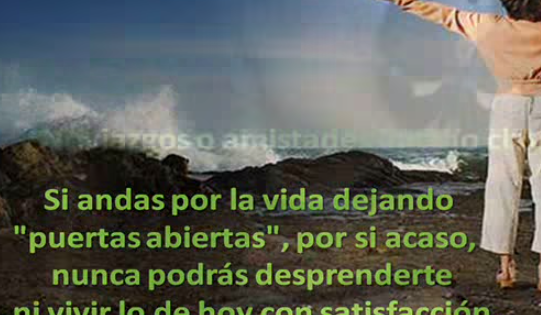 Si andas por la vida dejando
"puertas abiertas", por si acaso,
nunca podrás desprenderte
ni vivir lo de hoy con satisfacción